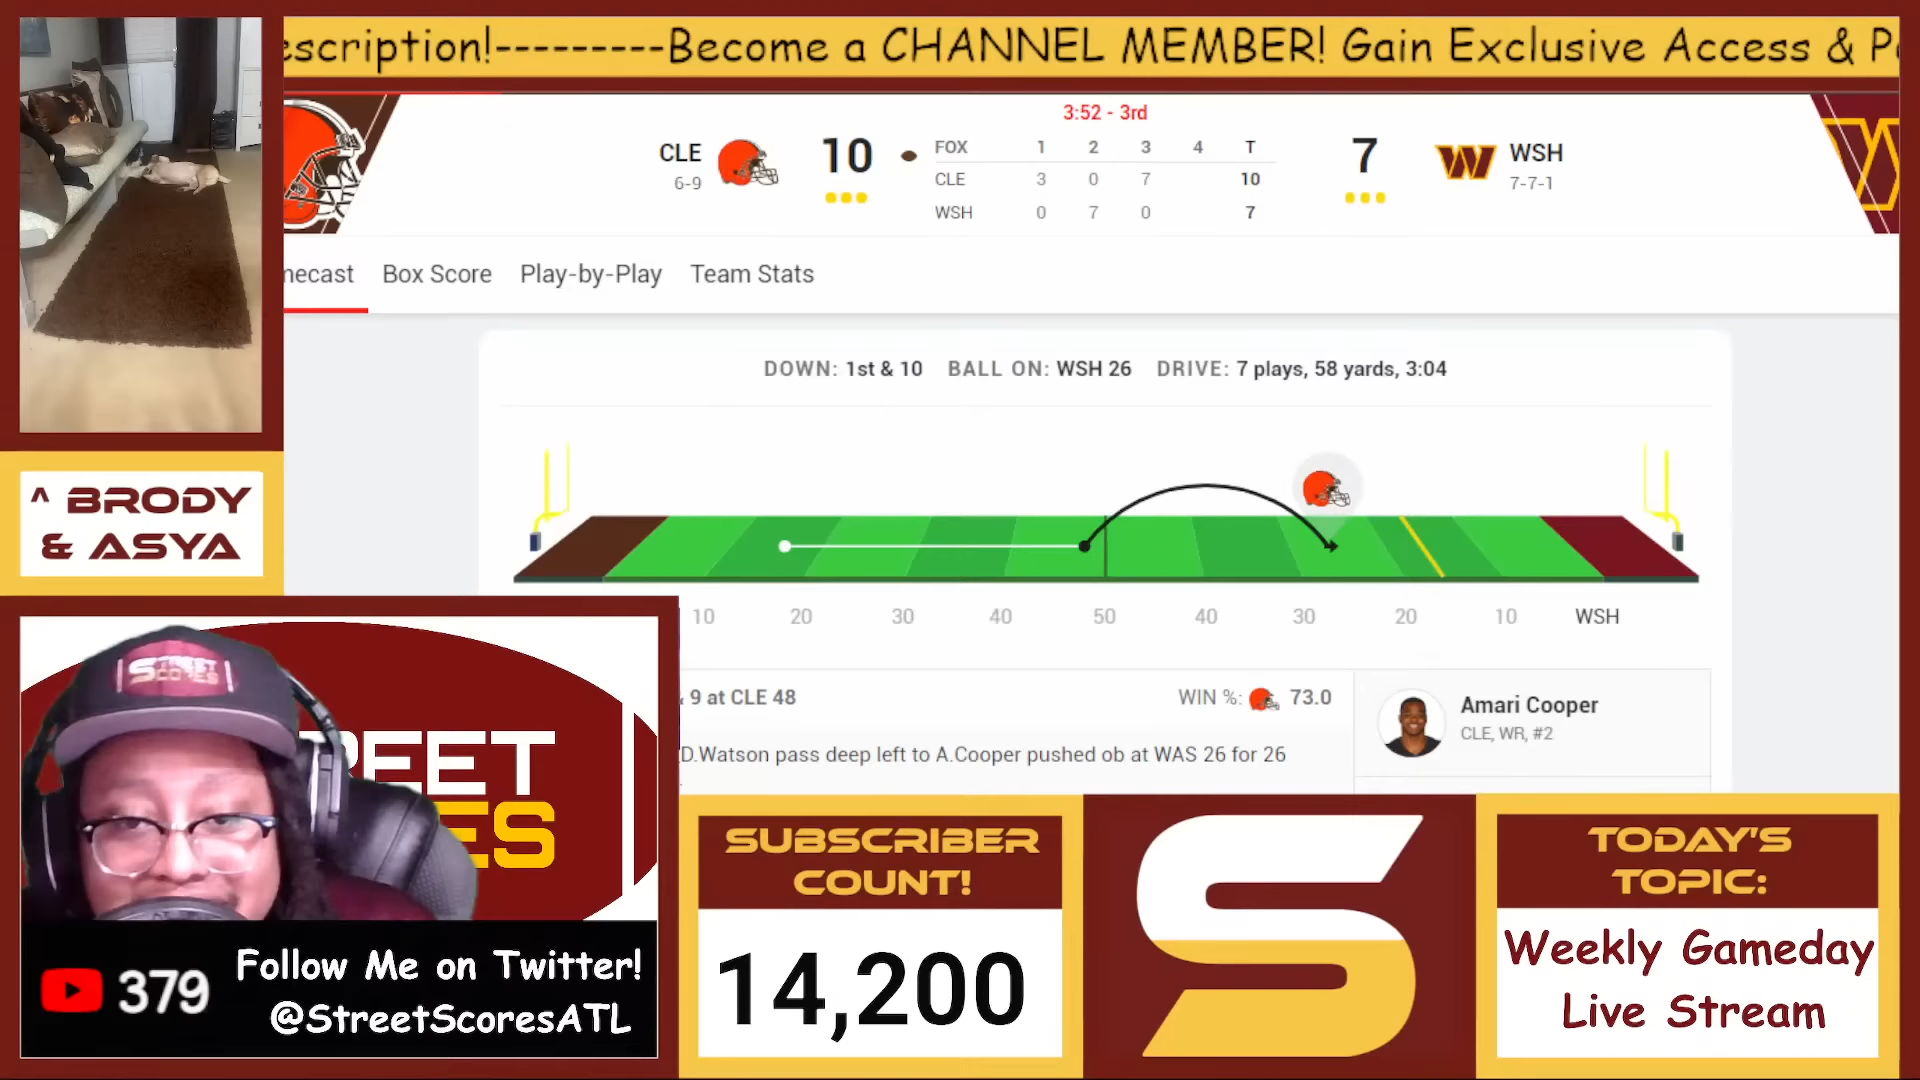 escription!---------Become a CHANNEL MEMBER! Gain Exclusive Access & P
3:52 - 3rd
CLE
6-9
10
FOX 1 2 3 4 T
CLE 3 0 7 10
WSH 0 7 0 7
7
WSH
7-7-1
necast Box Score Play-by-Play Team Stats
DOWN: 1st & 10 BALL ON: WSH 26 DRIVE: 7 plays, 58 yards, 3:04
10 20 30 40 50 40 30 20 10 WSH
& 9 at CLE 48
WIN %: 73.0
D.Watson pass deep left to A.Cooper pushed ob at WAS 26 for 26
Amari Cooper
CLE, WR, #2
^ BRODY
& ASYA
STREET
SCORES
REET
ES
379
Follow Me on Twitter!
@StreetScoresATL
SUBSCRIBER
COUNT!
14,200
S
TODAY'S
TOPIC:
Weekly Gameday
Live Stream